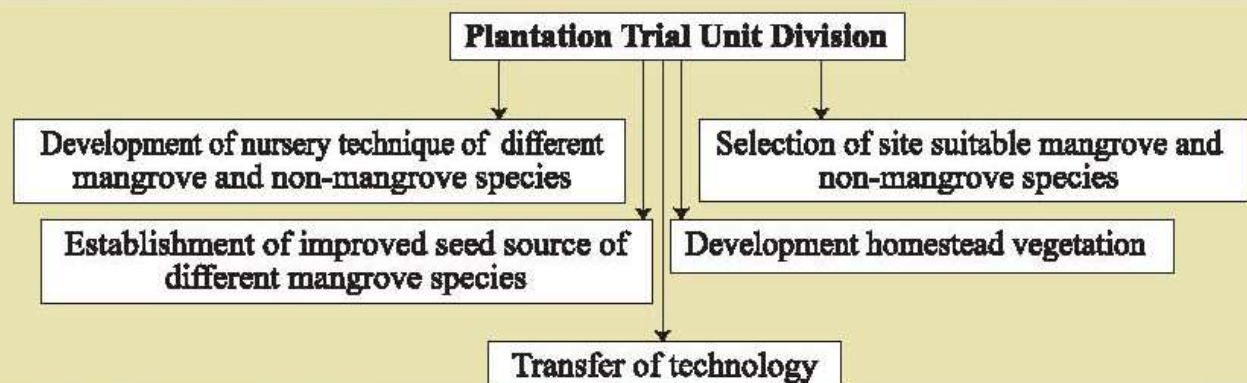 Plantation Trial Unit Division
Development of nursery technique of different
mangrove and non-mangrove species
Selection of site suitable mangrove and
non-mangrove species
Establishment of improved seed source of
different mangrove species
Development homestead vegetation
Transfer of technology